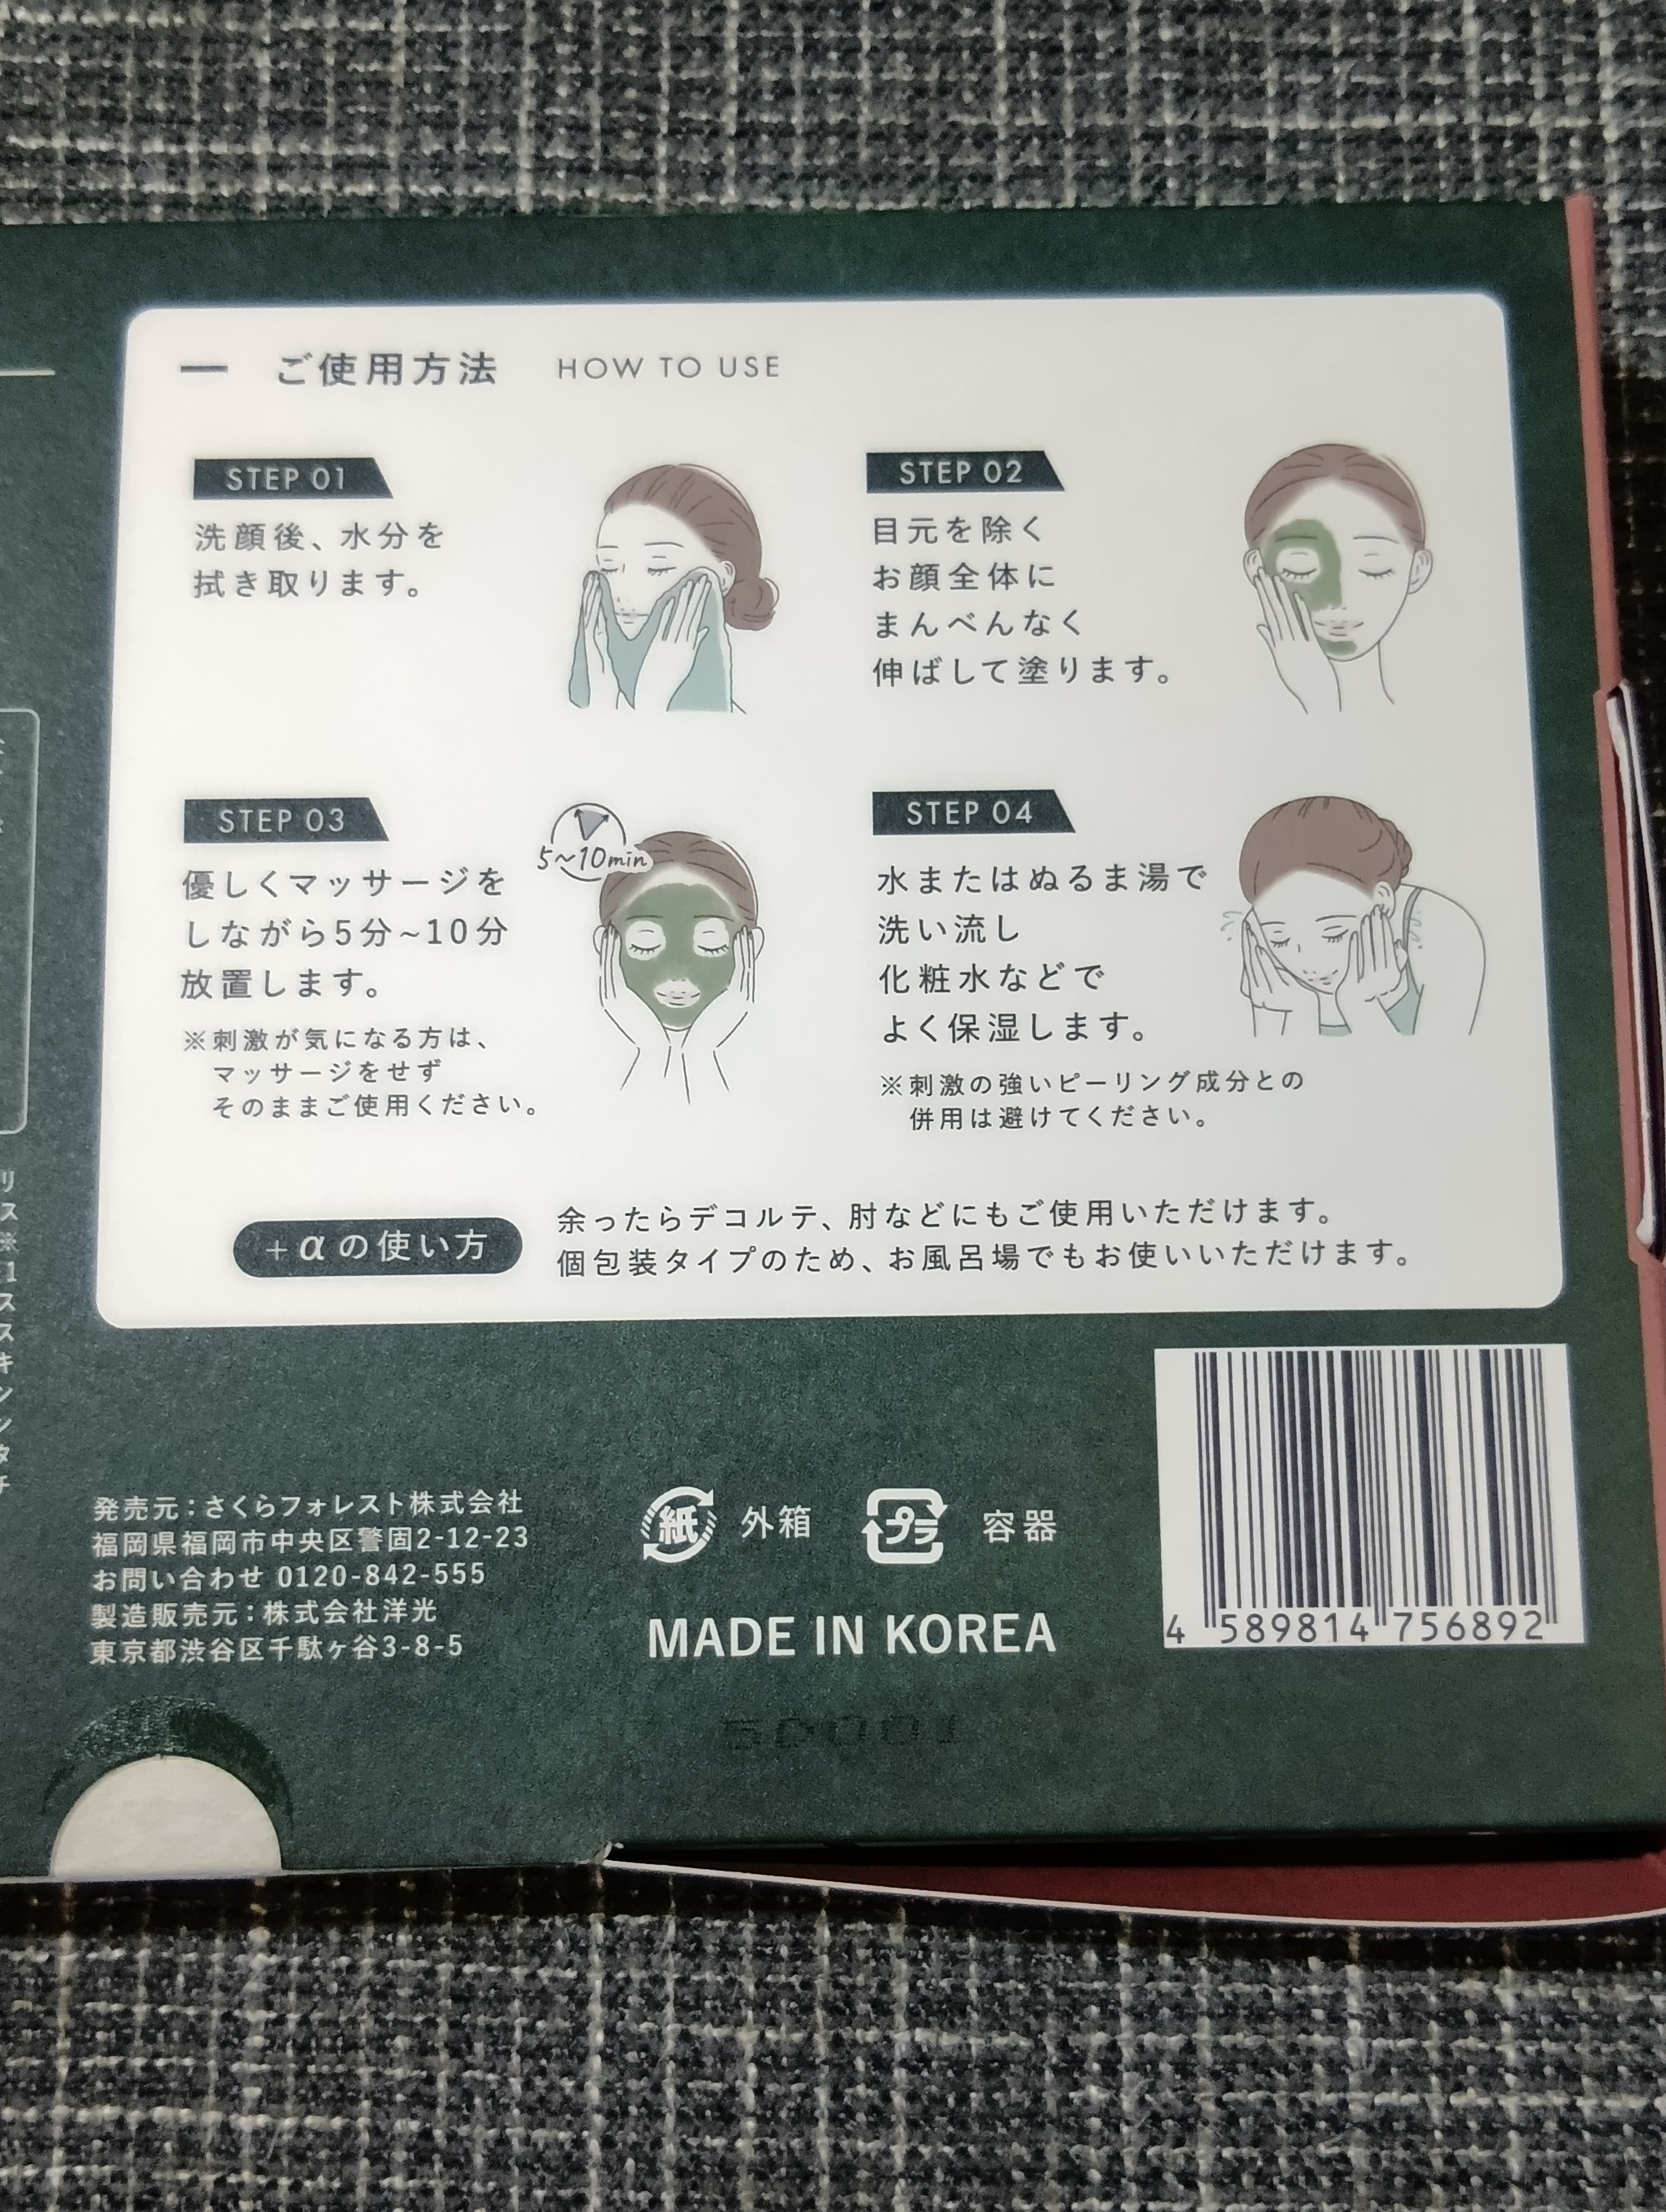 ご使用方法 HOW TO USE
STEP 01
洗顔後、水分を
拭き取ります。
STEP 02
目元を除く
お顔全体に
まんべんなく
伸ばして塗ります。
STEP 03
5~10min
優しくマッサージを
しながら5分~10分
放置します。
※刺激が気になる方は、
マッサージをせず
そのままご使用ください。
STEP 04
水またはぬるま湯で
洗い流し
化粧水などで
よく保湿します。
※刺激の強いピーリング成分との
併用は避けてください。
+αの使い方
余ったらデコルテ、肘などにもご使用いただけます。
個包装タイプのため、お風呂場でもお使いいただけます。
発売元：さくらフォレスト株式会社
福岡県福岡市中央区警固2-12-23
お問い合わせ 0120-842-555
製造販売元：株式会社洋光
東京都渋谷区千駄ヶ谷3-8-5
紙 外箱 プラ 容器
MADE IN KOREA
4 589814 756892